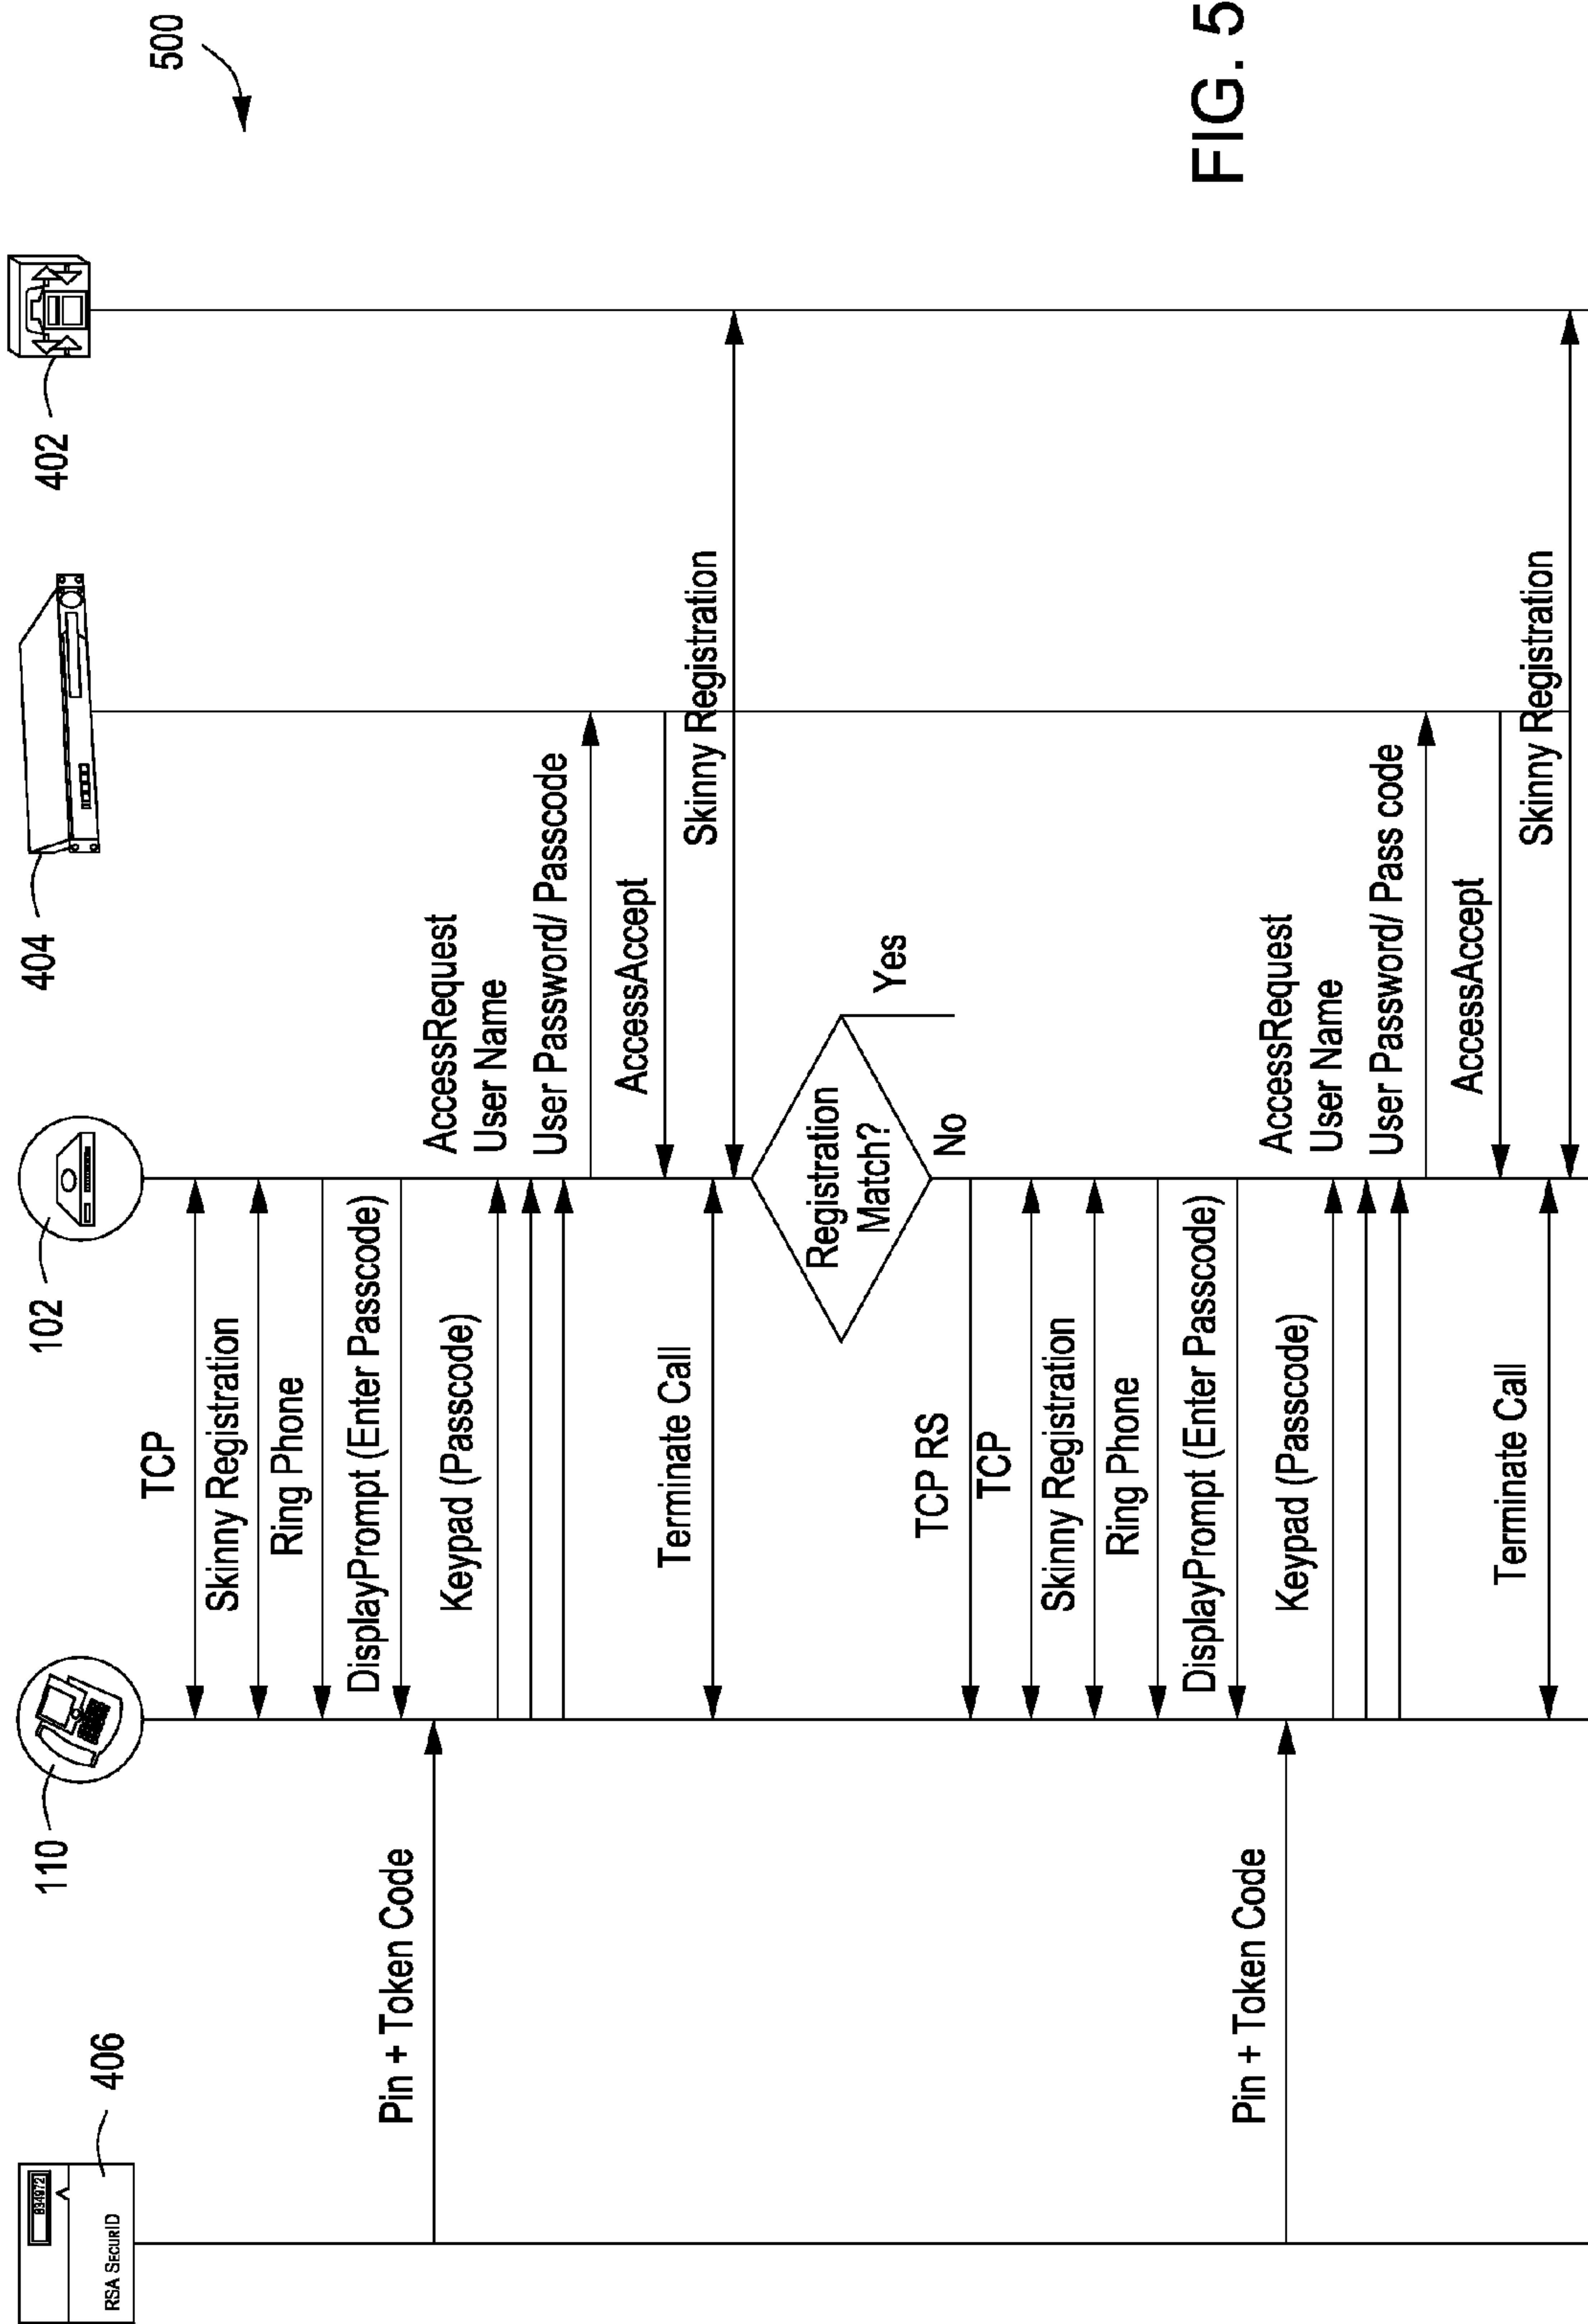 RSA SECURID
834972
406
110
102
404
402
500
TCP
Skinny Registration
Ring Phone
DisplayPrompt (Enter Passcode)
Pin + Token Code
Keypad (Passcode)
AccessRequest
User Name
User Password/ Passcode
AccessAccept
Terminate Call
Skinny Registration
Registration
Match?
Yes
No
TCP RS
TCP
Skinny Registration
Ring Phone
DisplayPrompt (Enter Passcode)
Pin + Token Code
Keypad (Passcode)
AccessRequest
User Name
User Password/ Pass code
AccessAccept
Terminate Call
Skinny Registration
FIG. 5